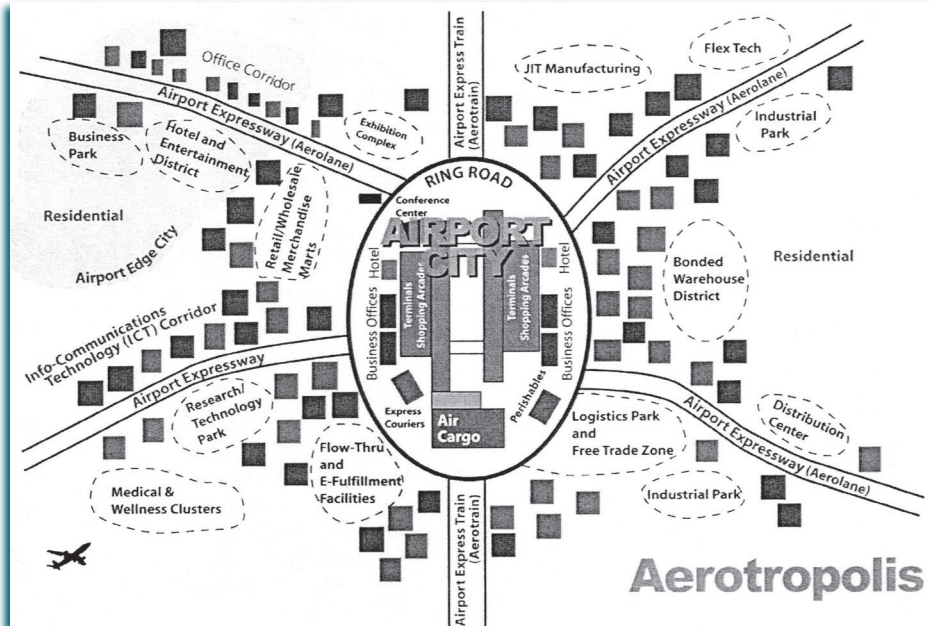 Office Corridor
Airport Expressway (Aerolane)
Business
Park
Hotel and
Entertainment
District
Exhibition
Complex
Residential
Airport Edge City
Retail/Wholesale
Merchandise
Marts
Airport Express Train
(Aerotrain)
JIT Manufacturing
Flex Tech
Airport Expressway (Aerolane)
Industrial
Park
RING ROAD
Conference
Center
AIRPORT
CITY
Hotel
Hotel
Terminals
Shopping Arcades
Terminals
Shopping Arcades
Business Offices
Business Offices
Express
Couriers
Air
Cargo
Perishables
Bonded
Warehouse
District
Residential
Info-Communications
Technology (ICT) Corridor
Airport Expressway
Research/
Technology
Park
Flow-Thru
and
E-Fulfillment
Facilities
Medical &
Wellness Clusters
Logistics Park
and
Free Trade Zone
Airport Expressway (Aerolane)
Distribution
Center
Industrial Park
Airport Express Train
(Aerotrain)
Aerotropolis